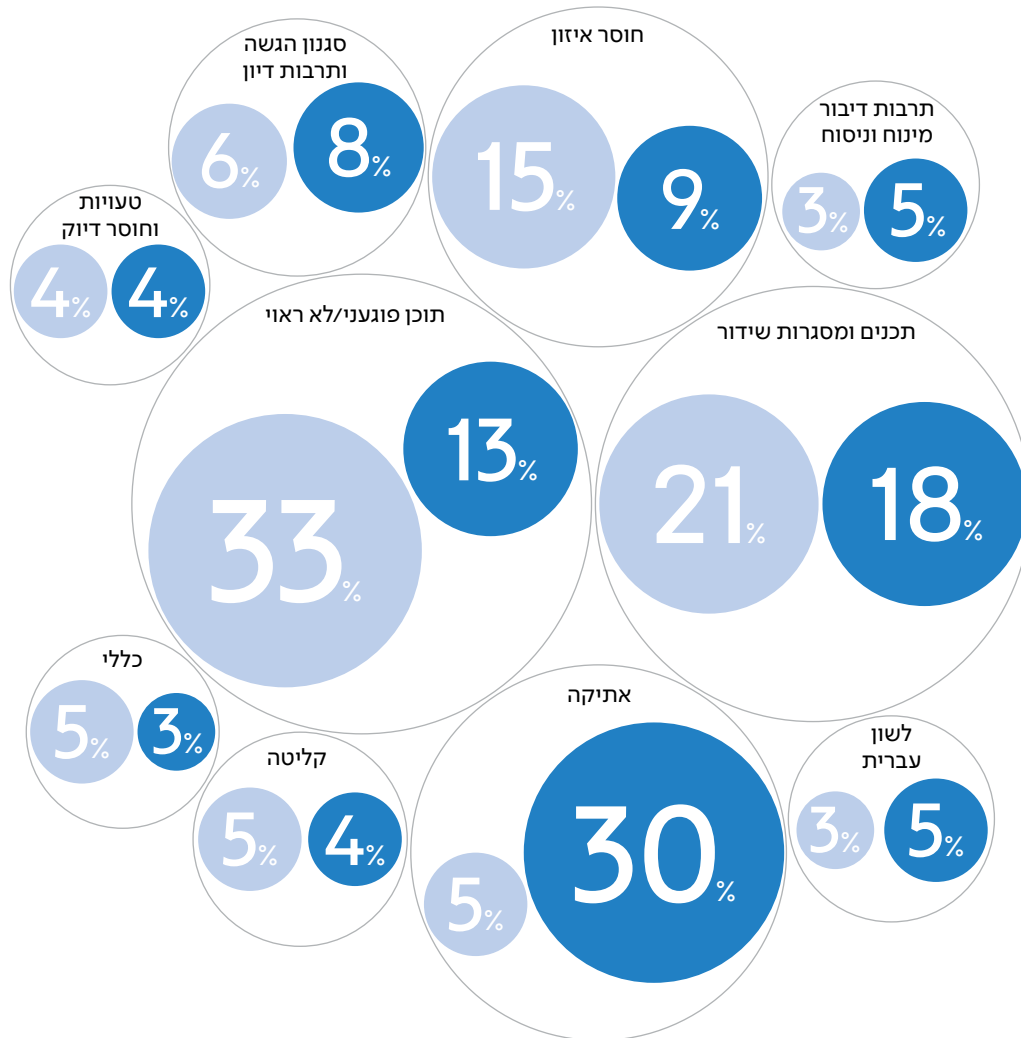 חוסר איזון
15%
9%
סגנון הגשה
ותרבות דיון
6%
8%
תרבות דיבור
מינוח וניסוח
3%
5%
טעויות
וחוסר דיוק
4%
4%
תוכן פוגעני/לא ראוי
33%
13%
תכנים ומסגרות שידור
21%
18%
כללי
5%
3%
קליטה
5%
4%
אתיקה
5%
30%
לשון
עברית
3%
5%